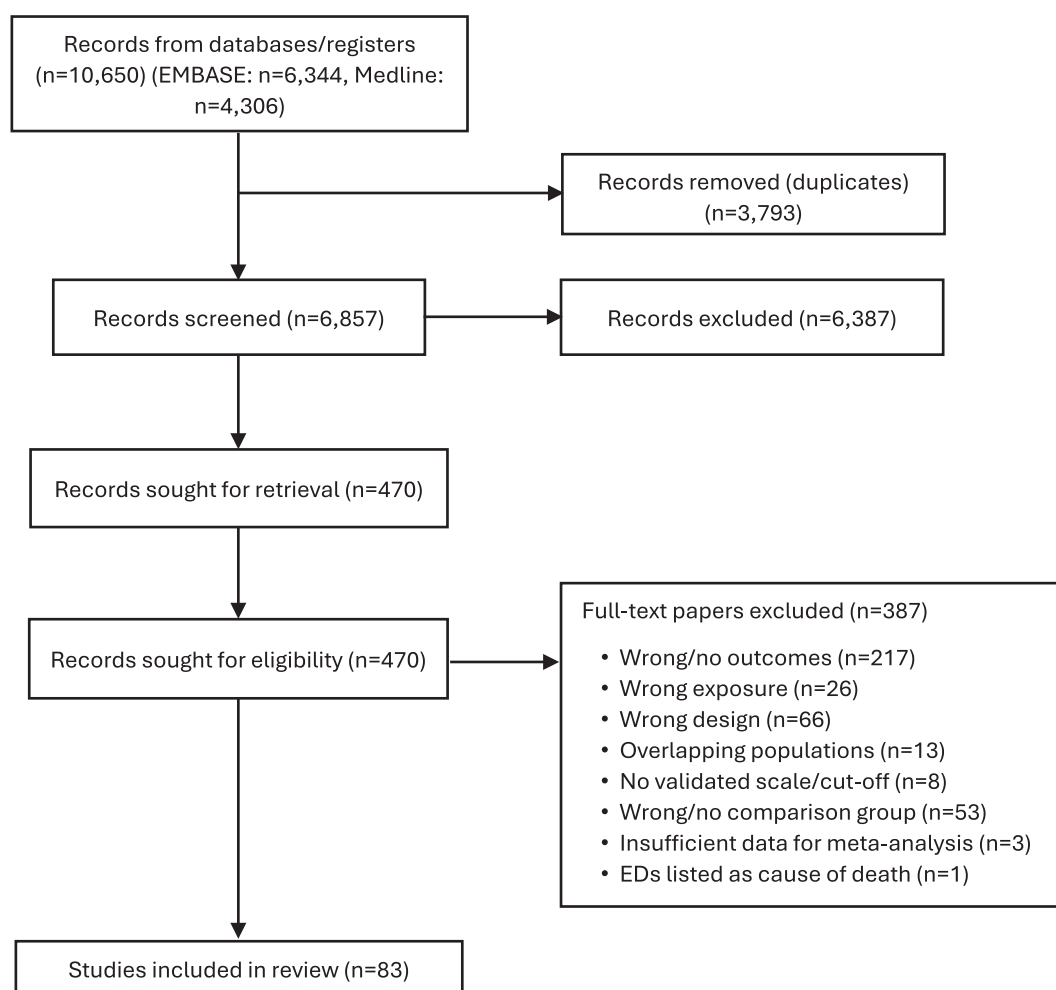 Records from databases/registers
(n=10,650) (EMBASE: n=6,344, Medline:
n=4,306)
Records removed (duplicates)
(n=3,793)
Records screened (n=6,857)
Records excluded (n=6,387)
Records sought for retrieval (n=470)
Records sought for eligibility (n=470)
Full-text papers excluded (n=387)
• Wrong/no outcomes (n=217)
• Wrong exposure (n=26)
• Wrong design (n=66)
• Overlapping populations (n=13)
• No validated scale/cut-off (n=8)
• Wrong/no comparison group (n=53)
• Insufficient data for meta-analysis (n=3)
• EDs listed as cause of death (n=1)
Studies included in review (n=83)